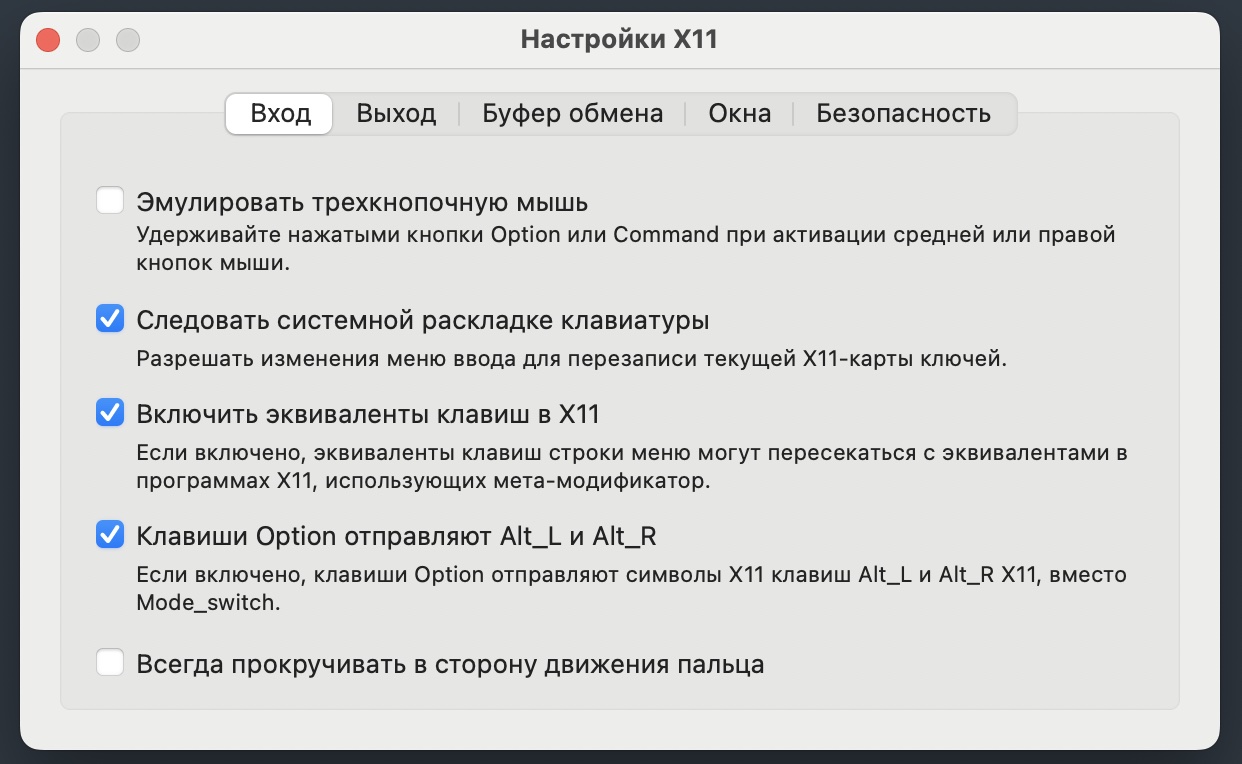 Настройки X11
Вход
Выход
Буфер обмена
Окна
Безопасность
Эмулировать трехкнопочную мышь
Удерживайте нажатыми кнопки Option или Command при активации средней или правой
кнопок мыши.
Следовать системной раскладке клавиатуры
Разрешать изменения меню ввода для перезаписи текущей X11-карты ключей.
Включить эквиваленты клавиш в X11
Если включено, эквиваленты клавиш строки меню могут пересекаться с эквивалентами в
программах X11, использующих мета-модификатор.
Клавиши Option отправляют Alt_L и Alt_R
Если включено, клавиши Option отправляют символы X11 клавиш Alt_L и Alt_R X11, вместо
Mode_switch.
Всегда прокручивать в сторону движения пальца